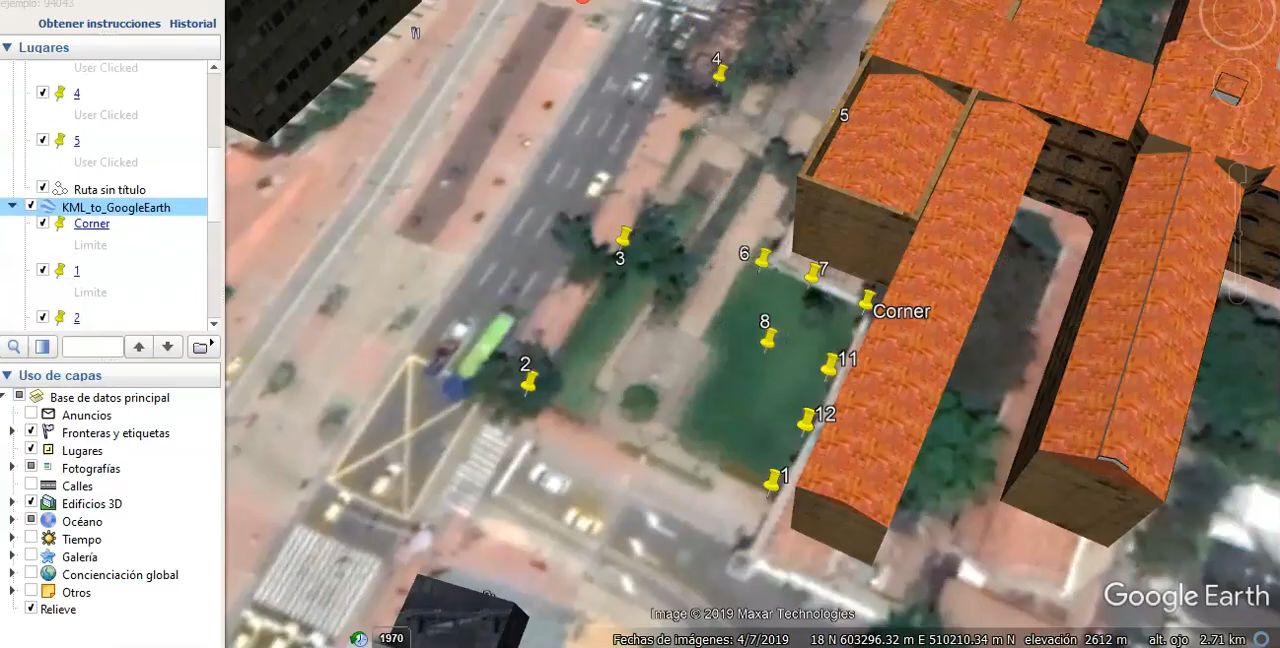 ejemplo: 94043
Obtener instrucciones Historial
Lugares
User Clicked
4
User Clicked
5
User Clicked
Ruta sin título
KML_to_GoogleEarth
Corner
Limite
1
Limite
2
Uso de capas
Base de datos principal
Anuncios
Fronteras y etiquetas
Lugares
Fotografías
Calles
Edificios 3D
Océano
Tiempo
Galería
Concienciación global
Otros
Relieve
4
5
3
6
7
Corner
8
2
11
12
1
Google Earth
Image © 2019 Maxar Technologies
1970
Fechas de imágenes: 4/7/2019 18 N 603296.32 m E 510210.34 m N elevación 2612 m alt. ojo 2.71 km